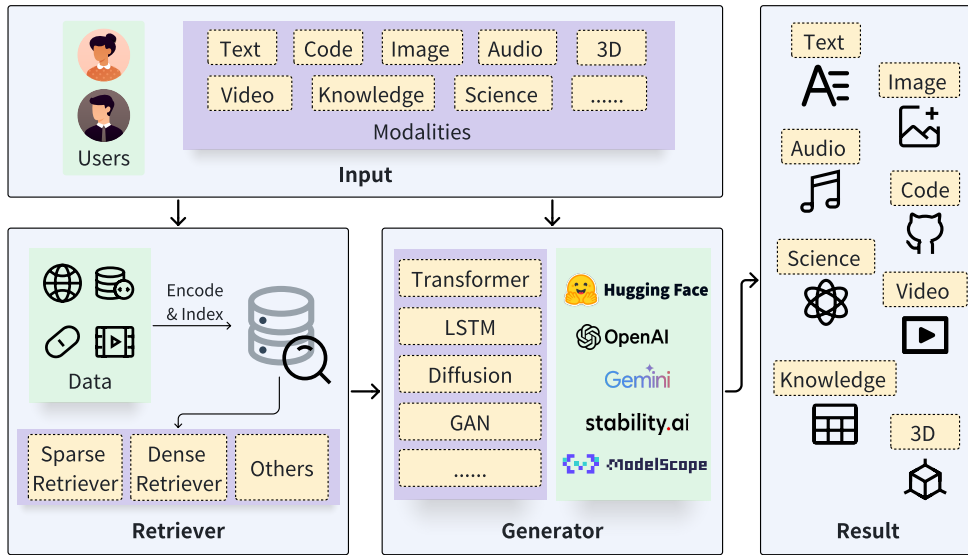 Users
Text
Code
Image
Audio
3D
Video
Knowledge
Science
......
Modalities
Input
Data
Encode
& Index
Sparse
Retriever
Dense
Retriever
Others
Retriever
Transformer
LSTM
Diffusion
GAN
......
Hugging Face
OpenAI
Gemini
stability.ai
ModelScope
Generator
Text
Image
Audio
Code
Science
Video
Knowledge
3D
Result